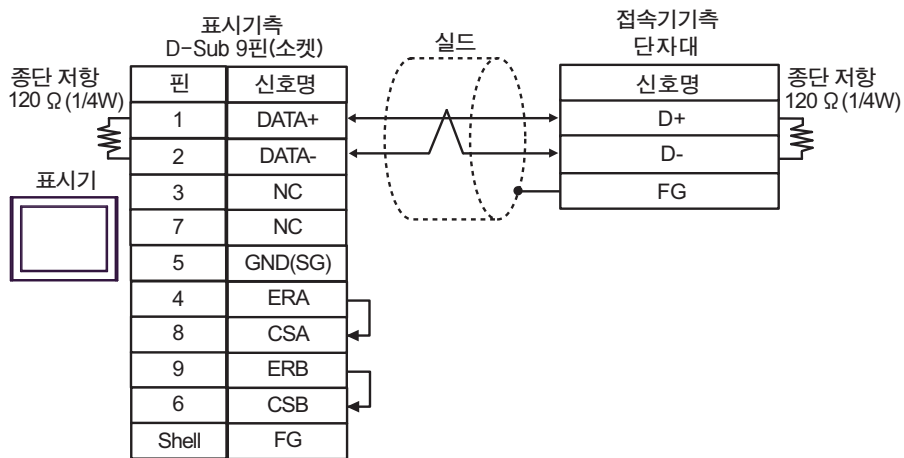 표시기측
D-Sub 9핀(소켓)
종단 저항
120 Ω (1/4W)
표시기
핀 신호명
1 DATA+
2 DATA-
3 NC
7 NC
5 GND(SG)
4 ERA
8 CSA
9 ERB
6 CSB
Shell FG
실드
접속기기측
단자대
신호명
D+
D-
FG
종단 저항
120 Ω (1/4W)